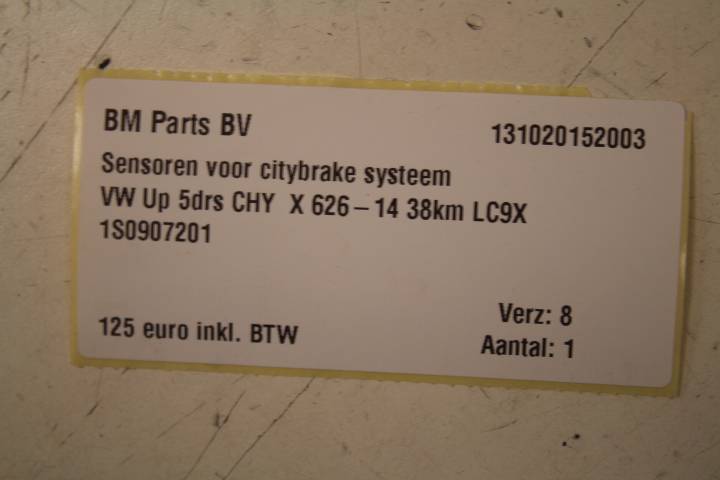 BM Parts BV 131020152003
Sensoren voor citybrake systeem
VW Up 5drs CHY X 626-14 38km LC9X
1S0907201
Verz: 8
125 euro inkl. BTW
Aantal: 1